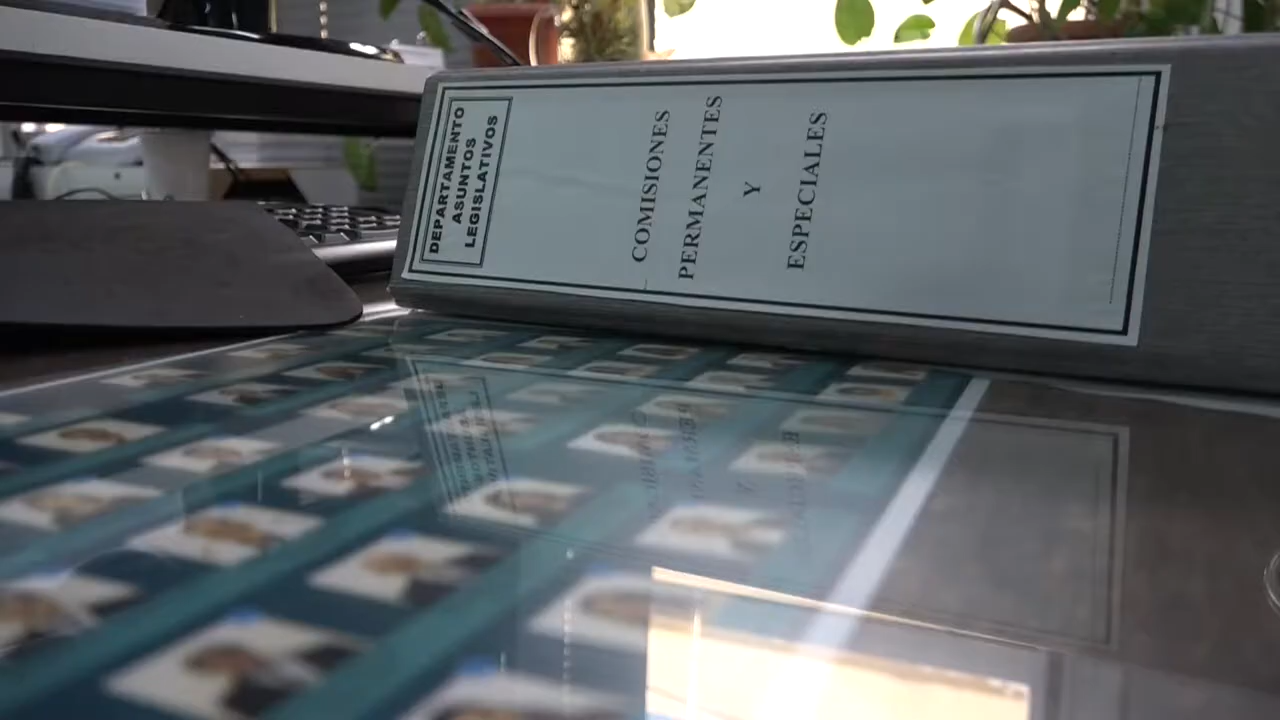 DEPARTAMENTO
ASUNTOS
LEGISLATIVOS
COMISIONES
PERMANENTES
Y
ESPECIALES